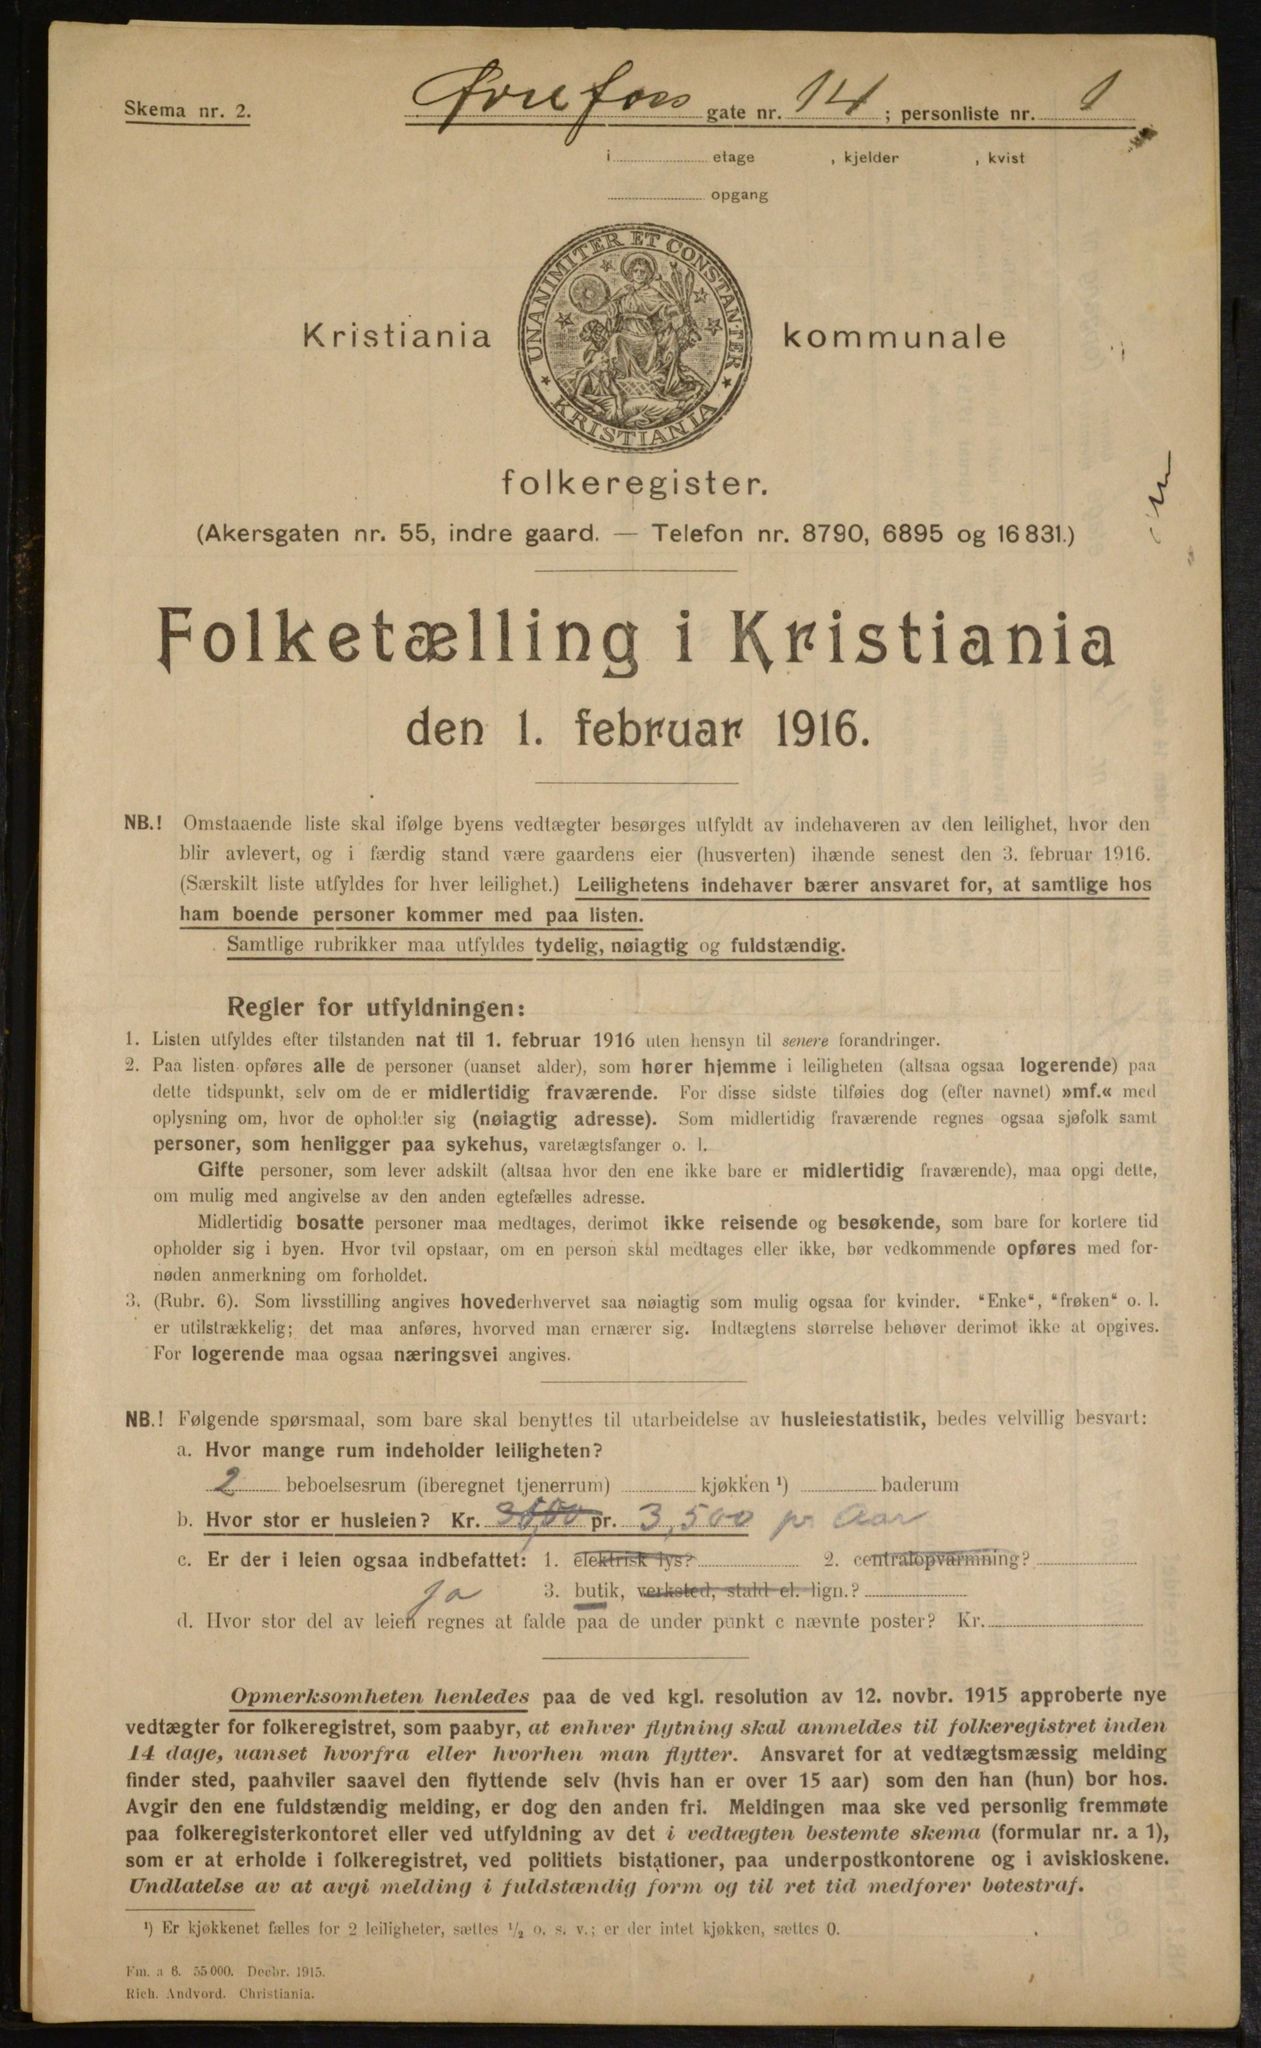 Skema nr. 2. Øvrefoss gate nr. 14; personliste nr. 1
i etage , kjelder , kvist
opgang
UNANIMITER ET CONSTANTER
KRISTIANIA
Kristiania kommunale
folkeregister.
(Akersgaten nr. 55, indre gaard. — Telefon nr. 8790, 6895 og 16 831.)
Folketælling i Kristiania
den 1. februar 1916.
NB.! Omstaaende liste skal ifølge byens vedtægter besørges utfyldt av indehaveren av den leilighet, hvor den
blir avlevert, og i færdig stand være gaardens eier (husverten) ihænde senest den 3. februar 1916.
(Særskilt liste utfyldes for hver leilighet.) Leilighetens indehaver bærer ansvaret for, at samtlige hos
ham boende personer kommer med paa listen.
Samtlige rubrikker maa utfyldes tydelig, nøiagtig og fuldstændig.
Regler for utfyldningen:
1. Listen utfyldes efter tilstanden nat til 1. februar 1916 uten hensyn til senere forandringer.
2. Paa listen opføres alle de personer (uanset alder), som hører hjemme i leiligheten (altsaa ogsaa logerende) paa
dette tidspunkt, selv om de er midlertidig fraværende. For disse sidste tilføies dog (efter navnet) »mf.« med
oplysning om, hvor de opholder sig (nøiagtig adresse). Som midlertidig fraværende regnes ogsaa sjøfolk samt
personer, som henligger paa sykehus, varetægtsfanger o. l.
Gifte personer, som lever adskilt (altsaa hvor den ene ikke bare er midlertidig fraværende), maa opgi dette,
om mulig med angivelse av den anden egtefælles adresse.
Midlertidig bosatte personer maa medtages, derimot ikke reisende og besøkende, som bare for kortere tid
opholder sig i byen. Hvor tvil opstaar, om en person skal medtages eller ikke, bør vedkommende opføres med for-
nøden anmerkning om forholdet.
3. (Rubr. 6). Som livsstilling angives hovederhvervet saa nøiagtig som mulig ogsaa for kvinder. "Enke", "frøken" o. l.
er utilstrækkelig; det maa anføres, hvorved man ernærer sig. Indtægtens størrelse behøver derimot ikke at opgives.
For logerende maa ogsaa næringsvei angives.
NB.! Følgende spørsmaal, som bare skal benyttes til utarbeidelse av husleiestatistik, bedes velvillig besvart:
a. Hvor mange rum indeholder leiligheten?
2 beboelsesrum (iberegnet tjenerrum) kjøkken ¹) baderum
b. Hvor stor er husleien? Kr. pr. 3,500 pr Aar
c. Er der i leien ogsaa indbefattet: 1. elektrisk lys? 2. centralopvarmning?
ja 3. butik, verksted, stald el. lign.?
d. Hvor stor del av leien regnes at falde paa de under punkt c nævnte poster? Kr.
Opmerksomheten henledes paa de ved kgl. resolution av 12. novbr. 1915 approberte nye
vedtægter for folkeregistret, som paabyr, at enhver flytning skal anmeldes til folkeregistret inden
14 dage, uanset hvorfra eller hvorhen man flytter. Ansvaret for at vedtægtsmæssig melding
finder sted, paahviler saavel den flyttende selv (hvis han er over 15 aar) som den han (hun) bor hos.
Avgir den ene fuldstændig melding, er dog den anden fri. Meldingen maa ske ved personlig fremmøte
paa folkeregisterkontoret eller ved utfyldning av det i vedtægten bestemte skema (formular nr. a 1),
som er at erholde i folkeregistret, ved politiets bistationer, paa underpostkontorene og i aviskioskene.
Undlatelse av at avgi melding i fuldstændig form og til ret tid medfører bøtestraf.
¹) Er kjøkkenet fælles for 2 leiligheter, sættes ½ o. s. v.; er der intet kjøkken, sættes 0.
Fm. a 6. 55 000. Decbr. 1915.
Rich. Andvord. Christiania.